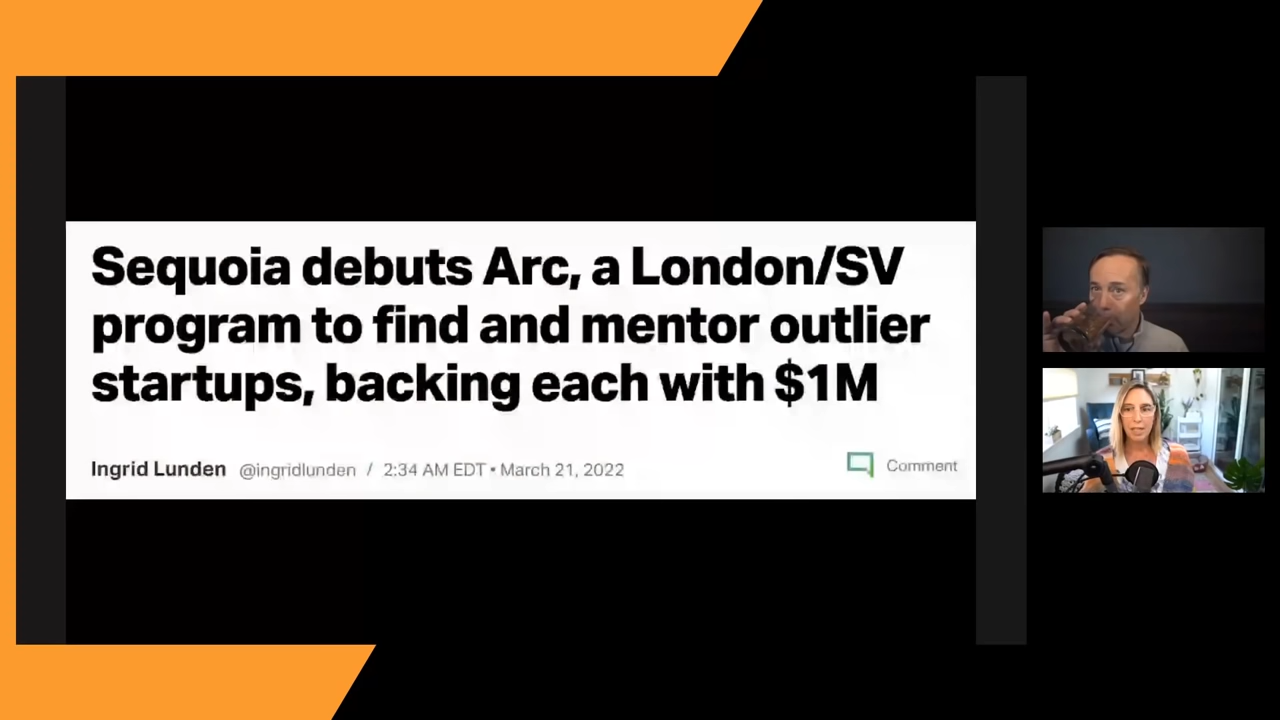 Sequoia debuts Arc, a London/SV
program to find and mentor outlier
startups, backing each with $1M
Ingrid Lunden @ingridlunden / 2:34 AM EDT • March 21, 2022 Comment